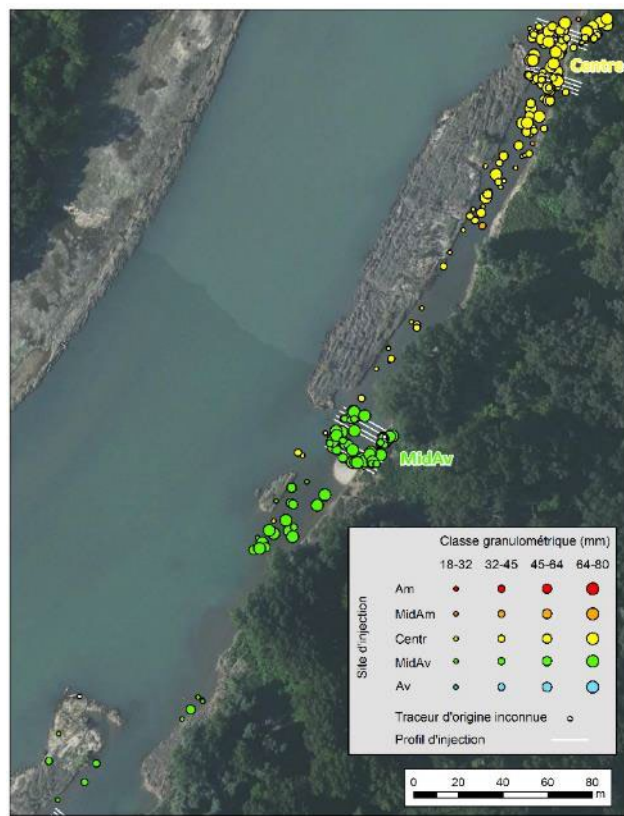 Centre
MidAv
Classe granulométrique (mm)
18-32 32-45 45-64 64-80
Site d'injection
Am
MidAm
Centr
MidAv
Av
Traceur d'origine inconnue
Profil d'injection
0 10 20 40 60 80
m